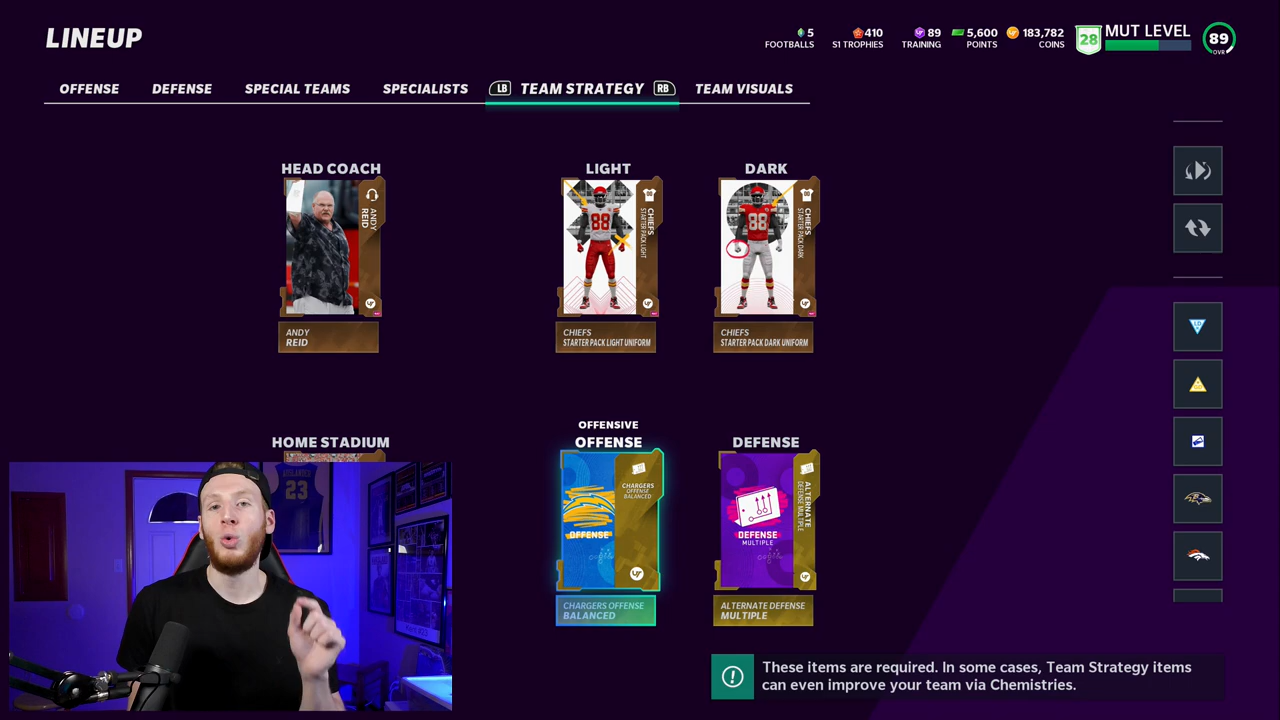 LINEUP
5
FOOTBALLS
410
S1 TROPHIES
89
TRAINING
5,600
POINTS
183,782
COINS
28
MUT LEVEL
89
OVR
OFFENSE
DEFENSE
SPECIAL TEAMS
SPECIALISTS
LB
TEAM STRATEGY
RB
TEAM VISUALS
HEAD COACH
LIGHT
DARK
ANDY
REID
88
CHIEFS
STARTER PACK LIGHT
88
CHIEFS
STARTER PACK DARK
ANDY
REID
CHIEFS
STARTER PACK LIGHT UNIFORM
CHIEFS
STARTER PACK DARK UNIFORM
HOME STADIUM
OFFENSIVE
OFFENSE
DEFENSE
23
CHARGERS
OFFENSE
BALANCED
OFFENSE
ALTERNATE
DEFENSE MULTIPLE
DEFENSE
MULTIPLE
CHARGERS OFFENSE
BALANCED
ALTERNATE DEFENSE
MULTIPLE
These items are required. In some cases, Team Strategy items
can even improve your team via Chemistries.